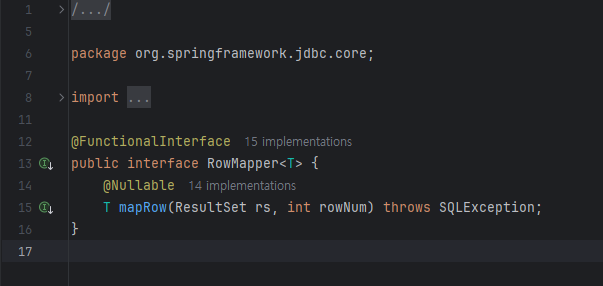 1 > /.../
5
6 package org.springframework.jdbc.core;
7
8 > import ...
11
12 @FunctionalInterface 15 implementations
13 public interface RowMapper<T> {
14 @Nullable 14 implementations
15 T mapRow(ResultSet rs, int rowNum) throws SQLException;
16 }
17